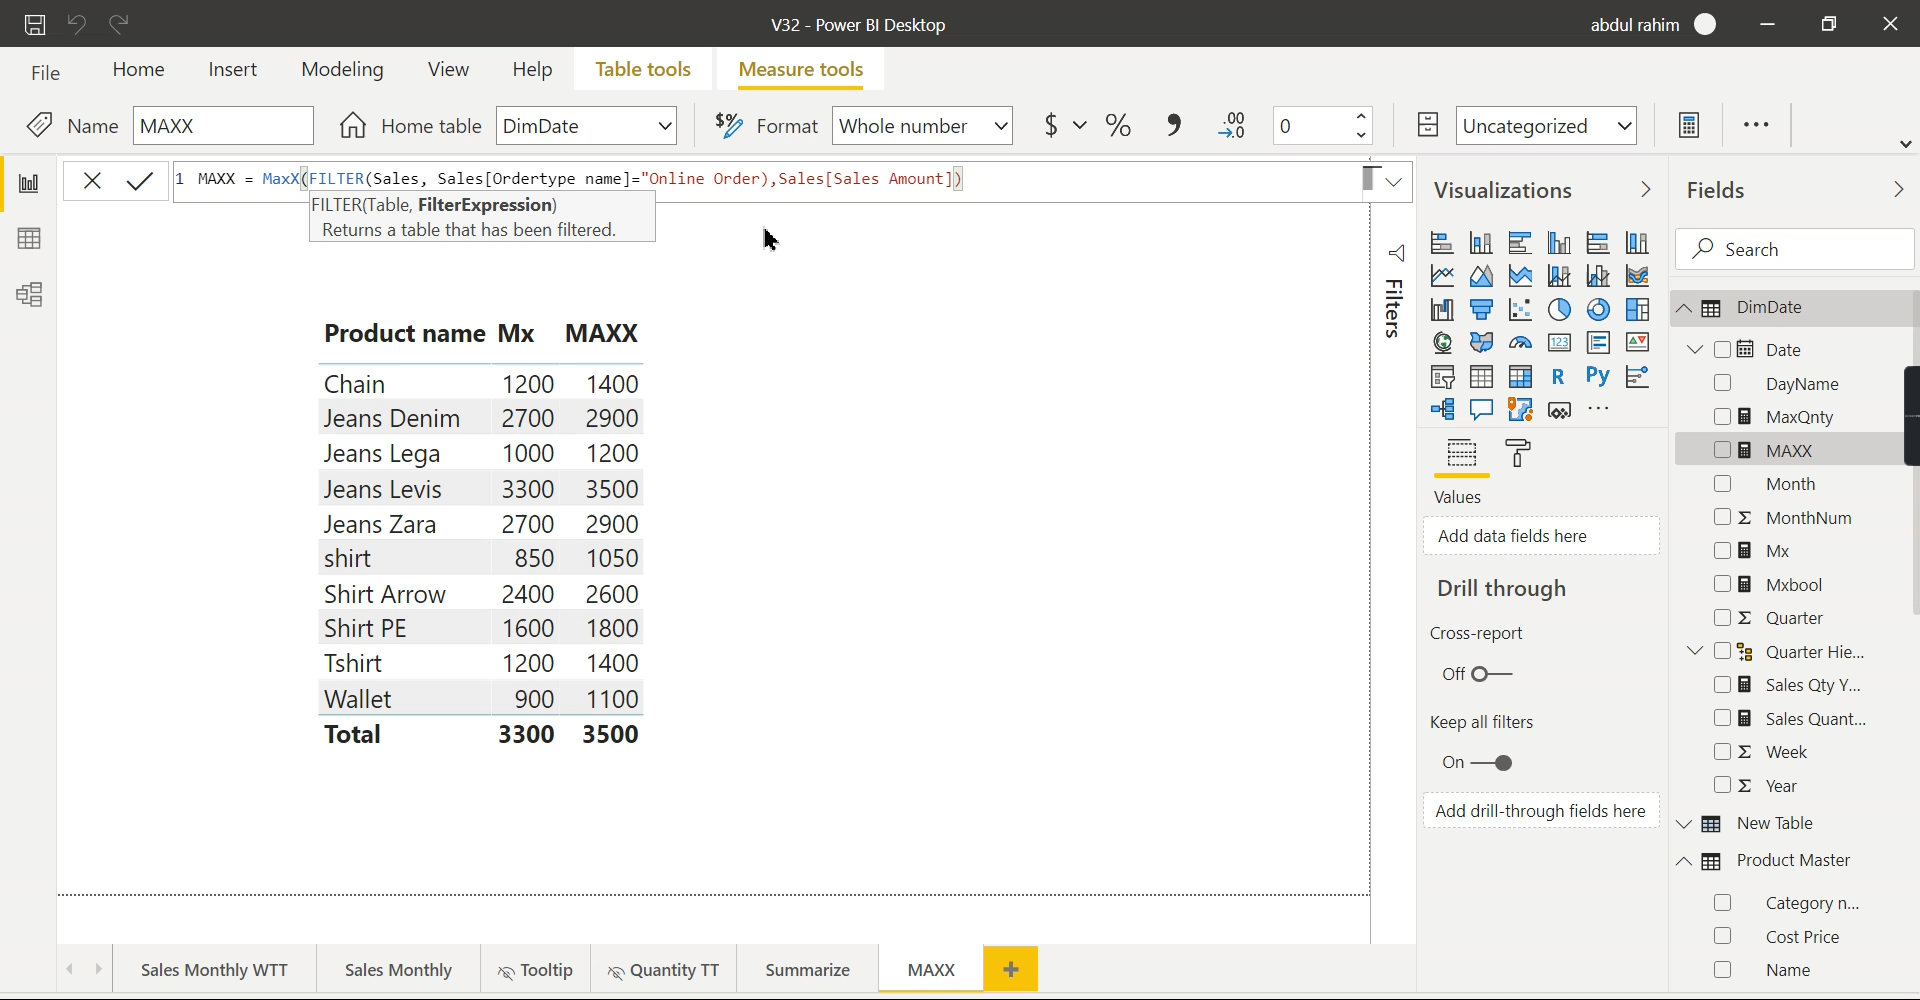 V32 - Power BI Desktop
abdul rahim
File Home Insert Modeling View Help Table tools Measure tools
Name MAXX Home table DimDate Format Whole number $ % , .00 0 Uncategorized ...
1 MAXX = MaxX(FILTER(Sales, Sales[Ordertype name]="Online Order),Sales[Sales Amount])
FILTER(Table, FilterExpression)
Returns a table that has been filtered.
Product name Mx MAXX
Chain 1200 1400
Jeans Denim 2700 2900
Jeans Lega 1000 1200
Jeans Levis 3300 3500
Jeans Zara 2700 2900
shirt 850 1050
Shirt Arrow 2400 2600
Shirt PE 1600 1800
Tshirt 1200 1400
Wallet 900 1100
Total 3300 3500
Filters
Visualizations
123
R Py
...
Values
Add data fields here
Drill through
Cross-report
Off
Keep all filters
On
Add drill-through fields here
Fields
Search
DimDate
Date
DayName
MaxQnty
MAXX
Month
Σ MonthNum
Mx
Mxbool
Σ Quarter
Quarter Hie...
Sales Qty Y...
Sales Quant...
Σ Week
Σ Year
New Table
Product Master
Category n...
Cost Price
Name
Sales Monthly WTT Sales Monthly Tooltip Quantity TT Summarize MAXX +